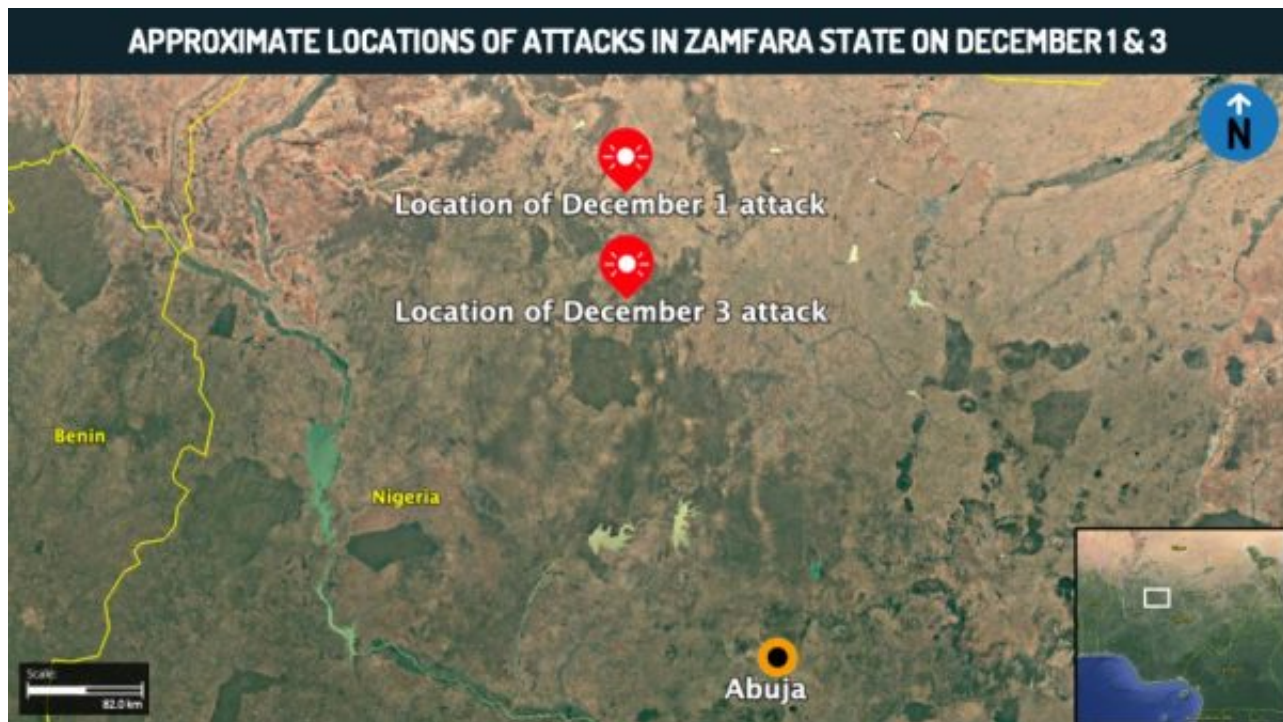 APPROXIMATE LOCATIONS OF ATTACKS IN ZAMFARA STATE ON DECEMBER 1 & 3
N
Location of December 1 attack
Location of December 3 attack
Benin
Nigeria
Abuja
Scale:
82.0 km